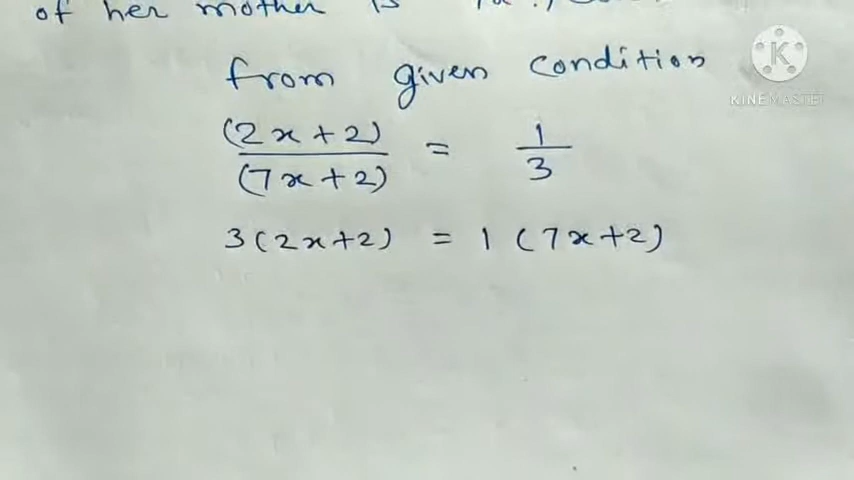 of her mother is
from given condition
(2x+2)/(7x+2) = 1/3
3(2x+2) = 1 (7x+2)
K
KINEMASTER